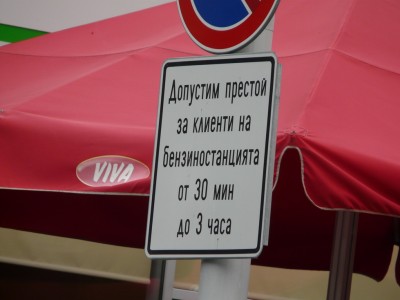 Допустим престой
за клиенти на
бензиностанцията
от 30 мин
до 3 часа
VIVA